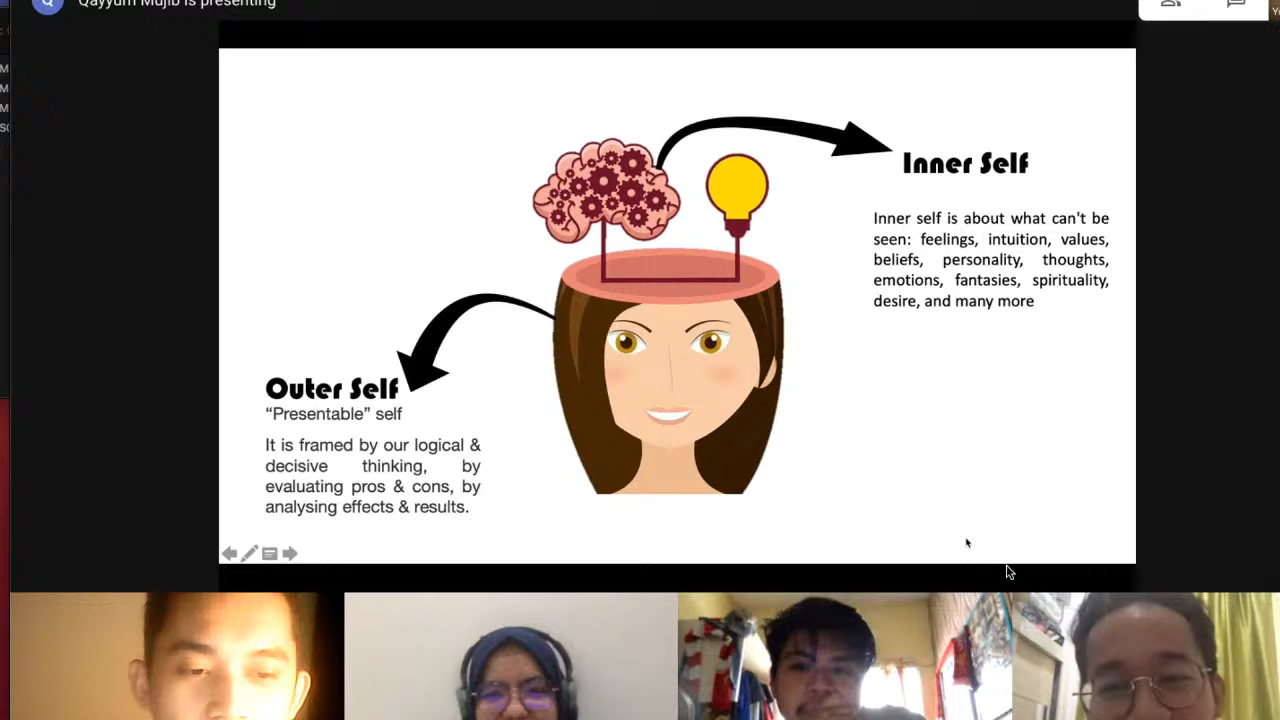 Qayyum Mujib is presenting
Inner Self
Inner self is about what can't be
seen: feelings, intuition, values,
beliefs, personality, thoughts,
emotions, fantasies, spirituality,
desire, and many more
Outer Self
“Presentable” self
It is framed by our logical &
decisive thinking, by
evaluating pros & cons, by
analysing effects & results.